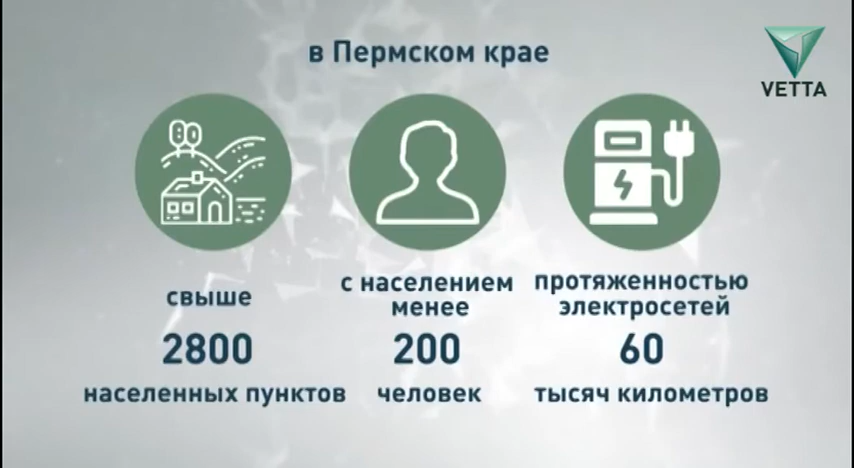 в Пермском крае
VETTA
свыше
2800
населенных пунктов
с населением
менее
200
человек
протяженностью
электросетей
60
тысяч километров